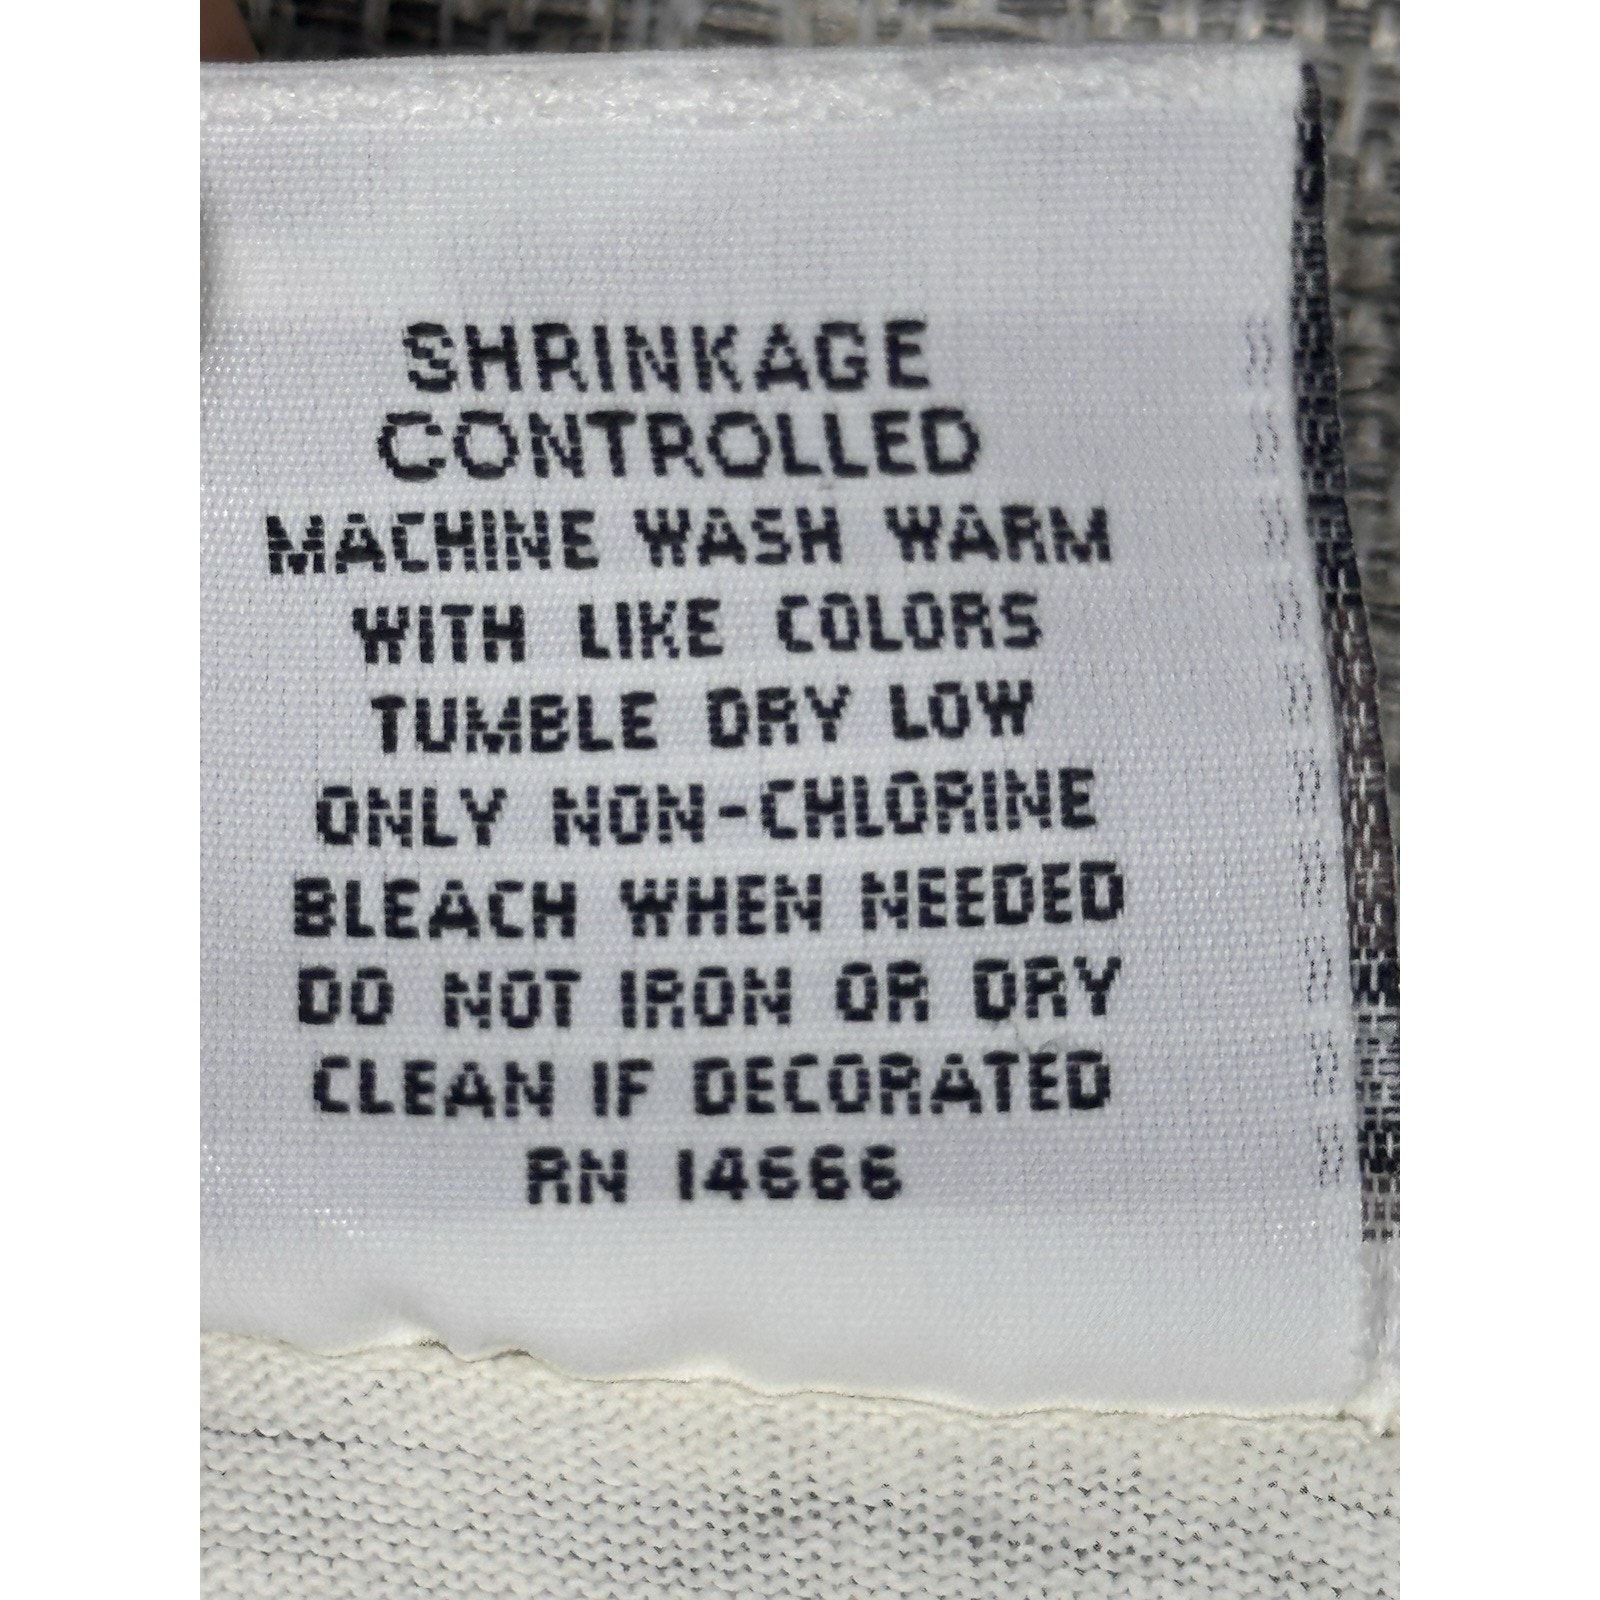 SHRINKAGE
CONTROLLED
MACHINE WASH WARM
WITH LIKE COLORS
TUMBLE DRY LOW
ONLY NON-CHLORINE
BLEACH WHEN NEEDED
DO NOT IRON OR DRY
CLEAN IF DECORATED
RN 14666